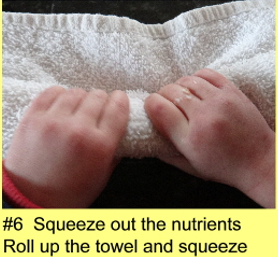 #6  Squeeze out the nutrients
Roll up the towel and squeeze